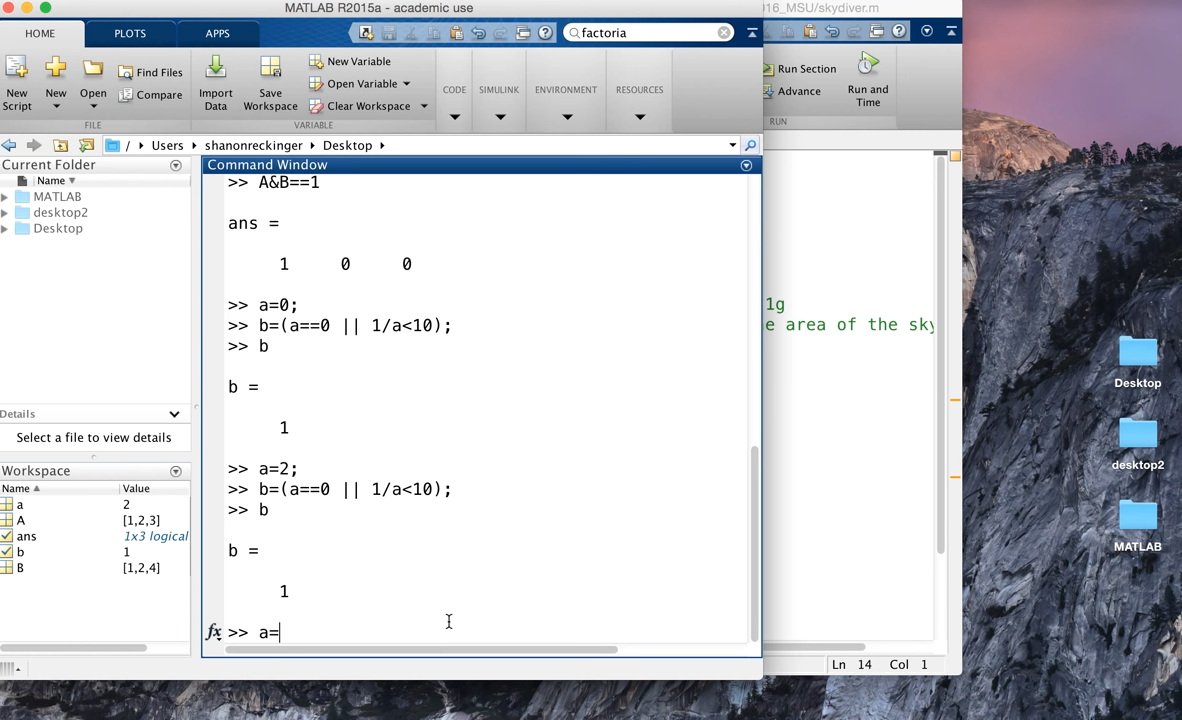 MATLAB R2015a - academic use
016_MSU/skydiver.m
HOME
PLOTS
APPS
factoria
New Script
New
Open
Find Files
Compare
Import Data
Save Workspace
New Variable
Open Variable
Clear Workspace
CODE
SIMULINK
ENVIRONMENT
RESOURCES
Run Section
Advance
Run and Time
FILE
VARIABLE
RUN
/ Users shanonreckinger Desktop
Current Folder
Name
MATLAB
desktop2
Desktop
Details
Select a file to view details
Workspace
Name Value
a 2
A [1,2,3]
ans 1x3 logical
b 1
B [1,2,4]
Command Window
>> A&B==1
ans =
1 0 0
>> a=0;
>> b=(a==0 || 1/a<10);
>> b
b =
1
>> a=2;
>> b=(a==0 || 1/a<10);
>> b
b =
1
fx >> a=
1g
e area of the sky
Ln 14 Col 1
Desktop
desktop2
MATLAB